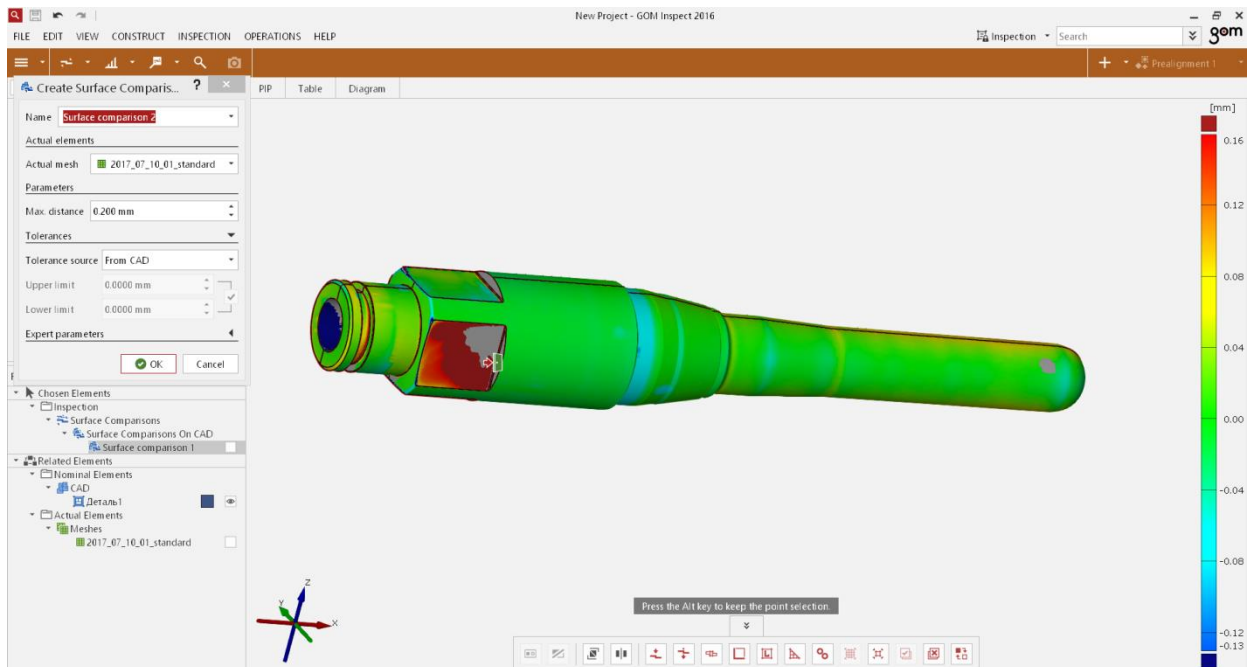 New Project - GOM Inspect 2016
FILE EDIT VIEW CONSTRUCT INSPECTION OPERATIONS HELP
Inspection Search
gom
Prealignment 1
Create Surface Comparis... ?
PIP Table Diagram
Name Surface comparison 2
Actual elements
Actual mesh 2017_07_10_01_standard
Parameters
Max. distance 0.200 mm
Tolerances
Tolerance source From CAD
Upper limit 0.0000 mm
Lower limit 0.0000 mm
Expert parameters
OK Cancel
Chosen Elements
Inspection
Surface Comparisons
Surface Comparisons On CAD
Surface comparison 1
Related Elements
Nominal Elements
CAD
Деталь1
Actual Elements
Meshes
2017_07_10_01_standard
[mm]
0.16
0.12
0.08
0.04
0.00
-0.04
-0.08
-0.12
-0.13
Z
Y
X
Press the Alt key to keep the point selection.